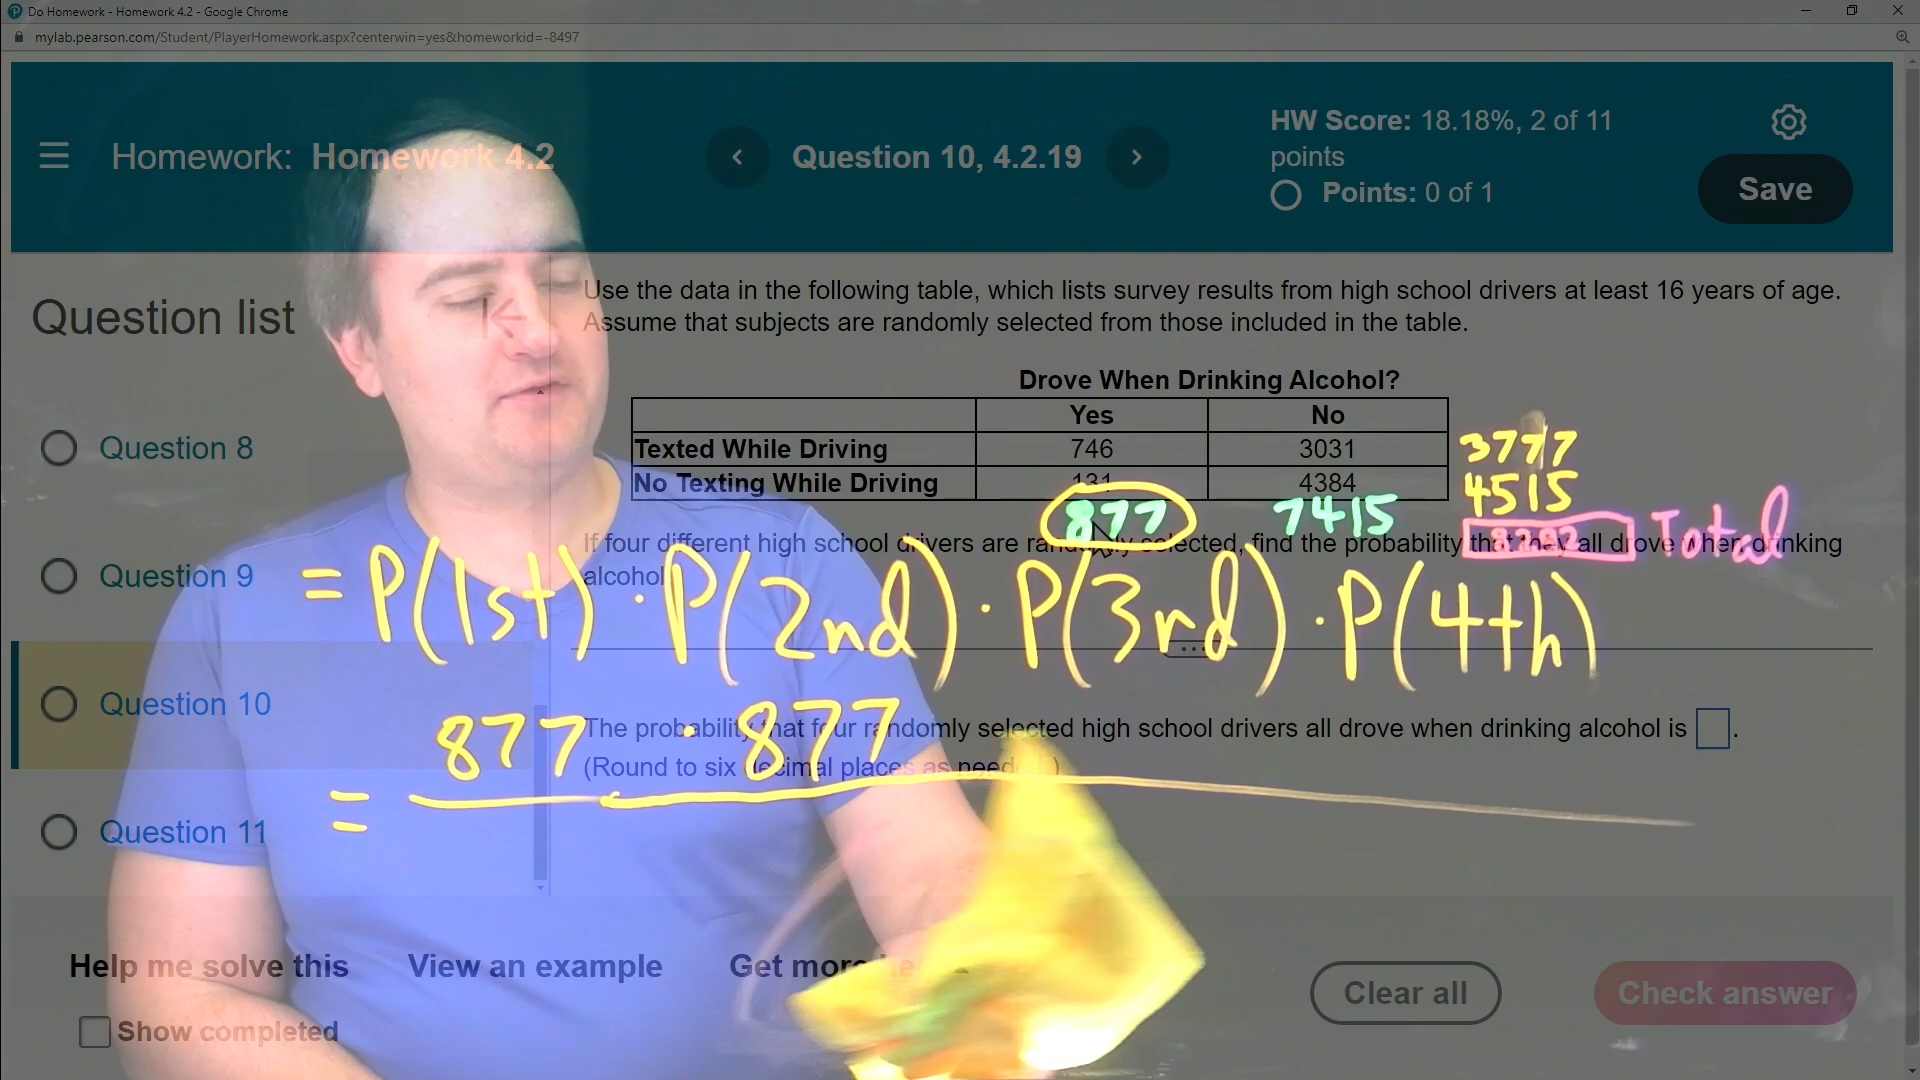 Do Homework - Homework 4.2 - Google Chrome
mylab.pearson.com/Student/PlayerHomework.aspx?centerwin=yes&homeworkid=-8497
Homework: Homework 4.2
Question 10, 4.2.19
HW Score: 18.18%, 2 of 11 points
Points: 0 of 1
Save
Question list
Question 8
Question 9
Question 10
Question 11
Use the data in the following table, which lists survey results from high school drivers at least 16 years of age.
Assume that subjects are randomly selected from those included in the table.
Drove When Drinking Alcohol?
Yes No
Texted While Driving 746 3031 3777
No Texting While Driving 131 4384 4515
877 7415 8292 Total
If four different high school drivers are randomly selected, find the probability that they all drove when drinking
alcohol
= P(1st) · P(2nd) · P(3rd) · P(4th)
= 877 · 877
The probability that four randomly selected high school drivers all drove when drinking alcohol is .
(Round to six decimal places as needed.)
Help me solve this View an example Get more
Clear all Check answer
Show completed